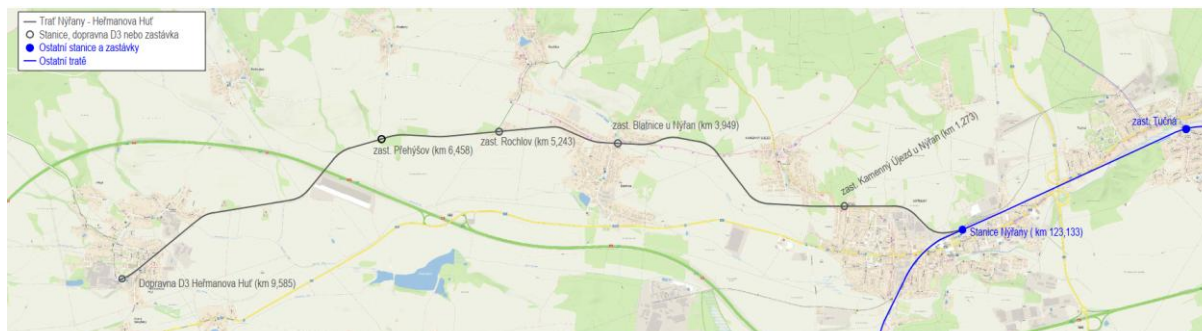 Trať Nýřany - Heřmanova Huť
Stanice, dopravna D3 nebo zastávka
Ostatní stanice a zastávky
Ostatní tratě
zast. Tučná
zast. Blatnice u Nýřan (km 3,949)
zast. Rochlov (km 5,243)
zast. Přehýšov (km 6,458)
zast. Kamenný Újezd u Nýřan (km 1,273)
Stanice Nýřany ( km 123,133)
Dopravna D3 Heřmanova Huť (km 9,585)